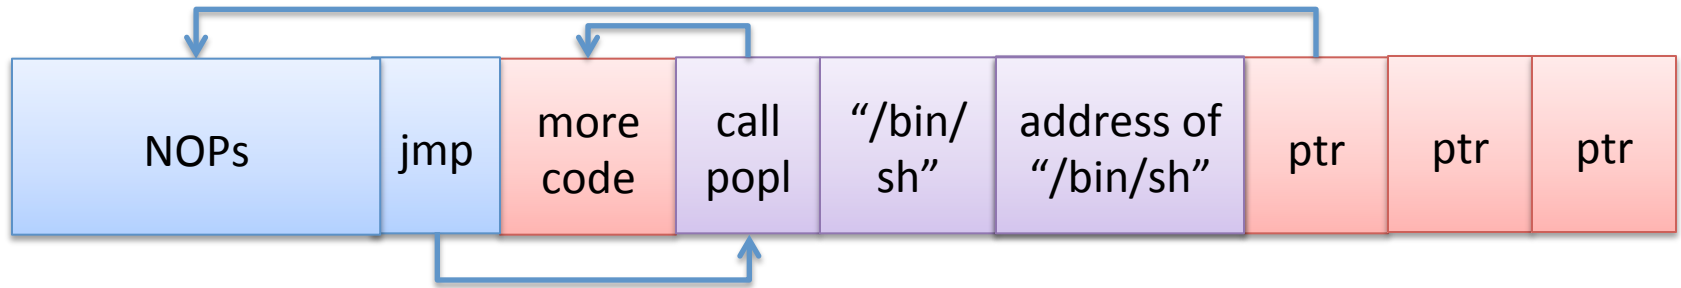 NOPs
jmp
more
code
call
popl
“/bin/
sh”
address of
“/bin/sh”
ptr
ptr
ptr